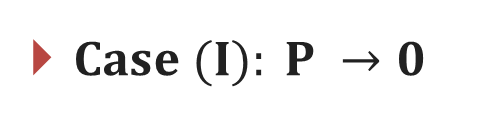 Case (I): P → 0